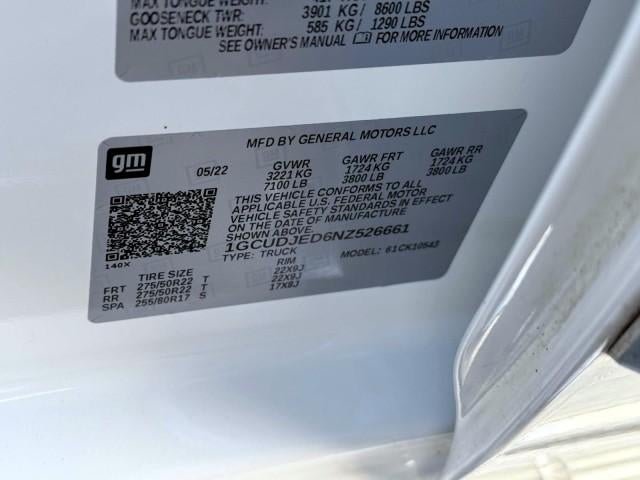 MAX TONGUE WEIGHT:
GOOSENECK TWR: 3901 KG / 8600 LBS
MAX TONGUE WEIGHT: 585 KG / 1290 LBS
SEE OWNER'S MANUAL FOR MORE INFORMATION
MFD BY GENERAL MOTORS LLC
gm
05/22 GVWR GAWR FRT GAWR RR
3221 KG 1724 KG 1724 KG
7100 LB 3800 LB 3800 LB
THIS VEHICLE CONFORMS TO ALL
APPLICABLE U.S. FEDERAL MOTOR
VEHICLE SAFETY STANDARDS IN EFFECT
ON THE DATE OF MANUFACTURE
SHOWN ABOVE.
1GCUDJED6NZ526661
TYPE: TRUCK MODEL: 61CK10543
140X
TIRE SIZE RIM
FRT 275/50R22 T 22X9J
RR 275/50R22 T 22X9J
SPA 255/80R17 S 17X8J